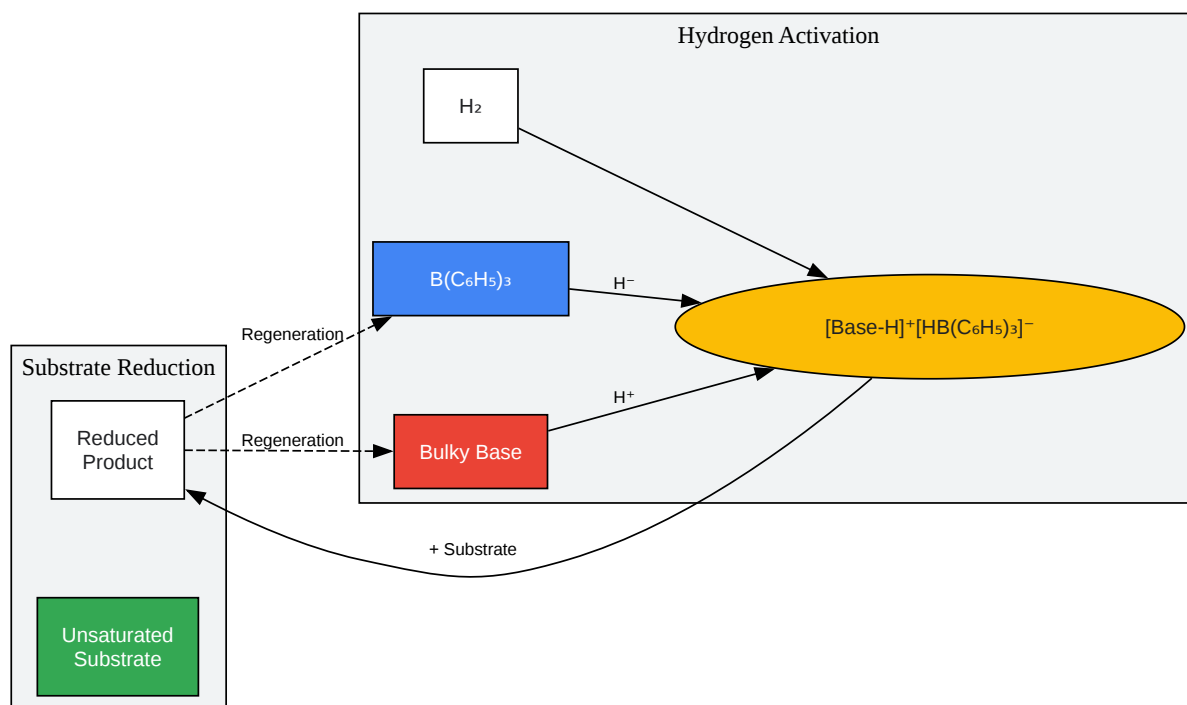 Hydrogen Activation
H₂
B(C₆H₅)₃
H⁻
[Base-H]⁺[HB(C₆H₅)₃]⁻
Regeneration
Substrate Reduction
Reduced
Product
Regeneration
Bulky Base
H⁺
+ Substrate
Unsaturated
Substrate